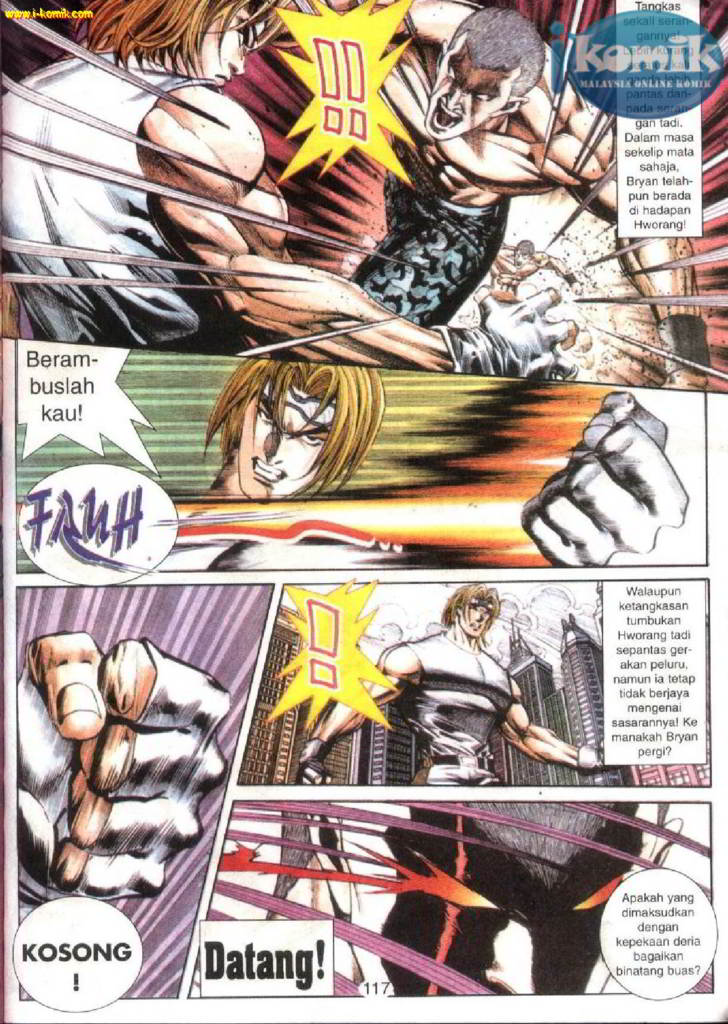 www.i-komik.com
Tangkas
sekali seran-
gannya!
Lebih kurang
pantas dari-
pada seran-
gan tadi.
Dalam masa
sekelip mata
sahaja,
Bryan telah-
pun berada
di hadapan
Hworang!
ikomik
MALAYSIA ONLINE KOMIK
!!
Beram-
buslah
kau!
FAUH
KOSONG
!
!
Walaupun
ketangkasan
tumbukan
Hworang tadi
sepantas ger-
akan peluru,
namun ia tetap
tidak berjaya
mengenai
sasarannya! Ke
manakah Bryan
pergi?
Datang!
Apakah yang
dimaksudkan
dengan
kepekaan deria
bagaikan
binatang buas?
117